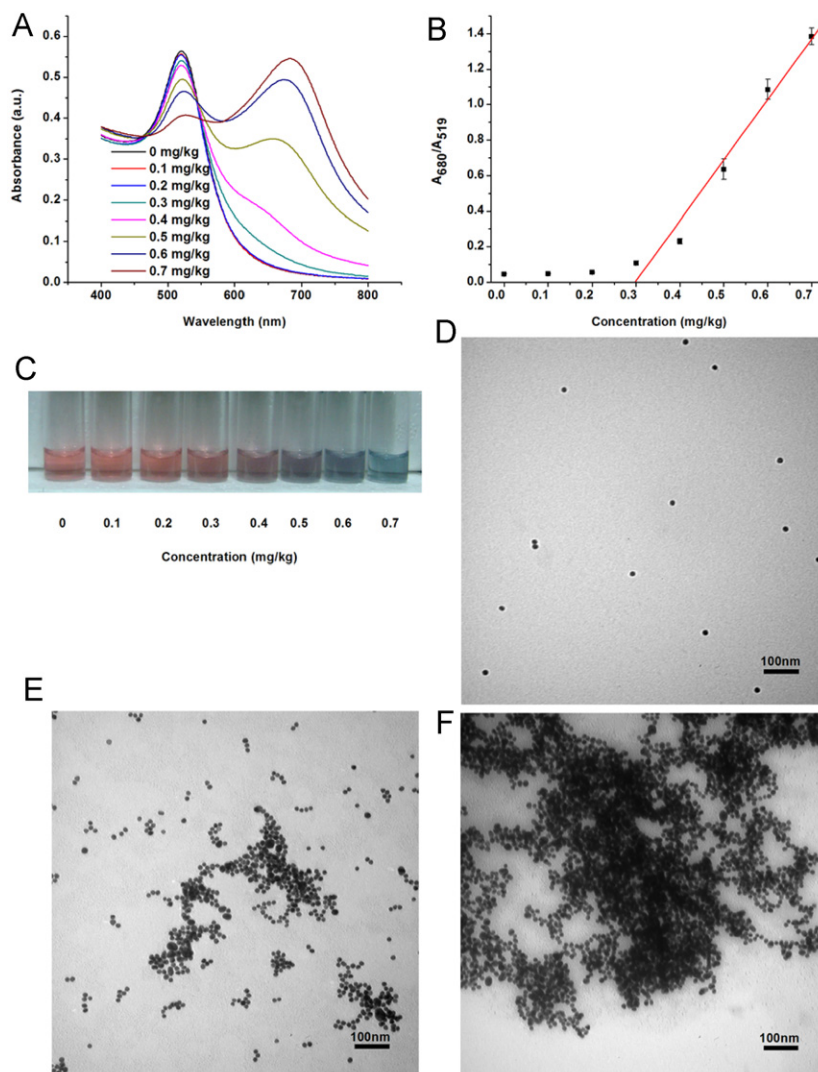 A
0.6
0.5
0.4
0.3
0.2
0.1
0.0
Absorbance (a.u.)
0 mg/kg
0.1 mg/kg
0.2 mg/kg
0.3 mg/kg
0.4 mg/kg
0.5 mg/kg
0.6 mg/kg
0.7 mg/kg
400 500 600 700 800
Wavelength (nm)
B
1.4
1.2
1.0
0.8
0.6
0.4
0.2
0.0
A680/A519
0.0 0.1 0.2 0.3 0.4 0.5 0.6 0.7
Concentration (mg/kg)
C
0 0.1 0.2 0.3 0.4 0.5 0.6 0.7
Concentration (mg/kg)
D
100nm
E
100nm
F
100nm